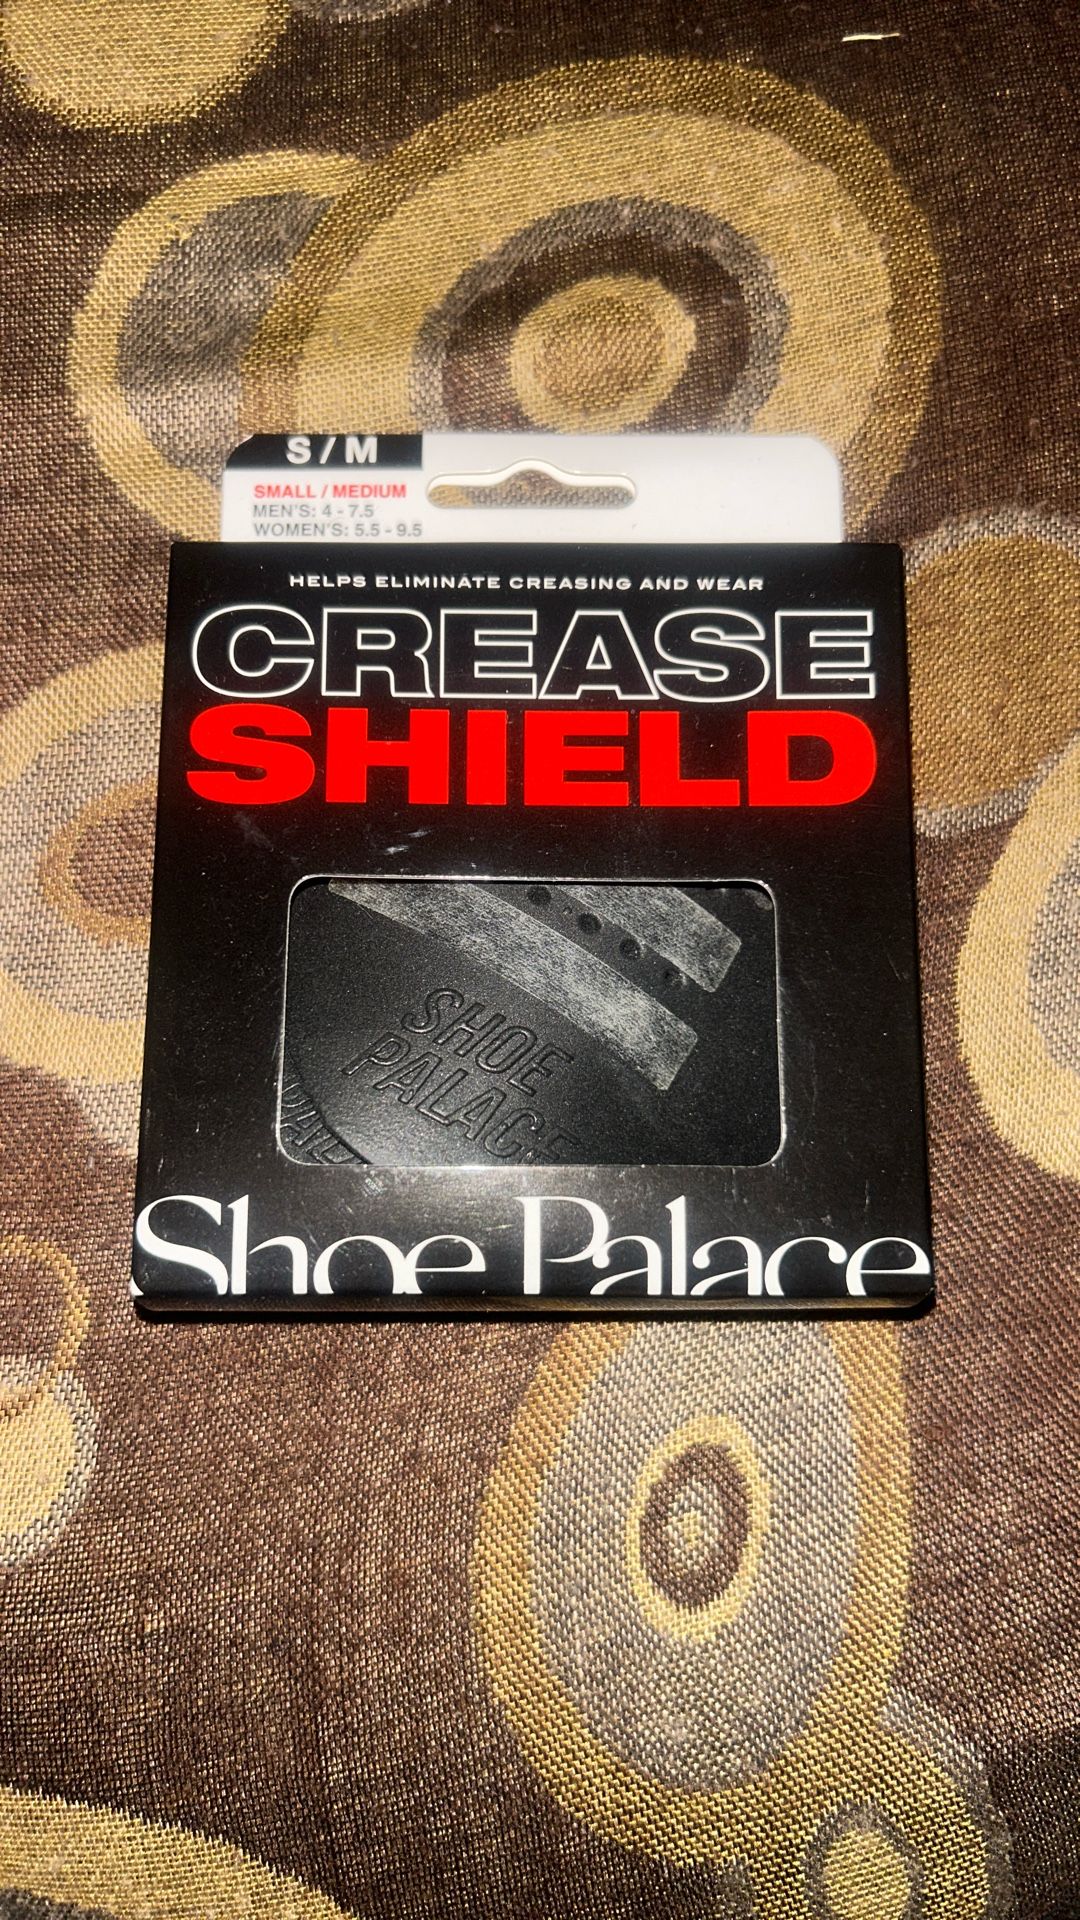 S / M
SMALL / MEDIUM
MEN'S: 4 - 7.5
WOMEN'S: 5.5 - 9.5
HELPS ELIMINATE CREASING AND WEAR
CREASE
SHIELD
SHOE
PALACE
Shoe Palace